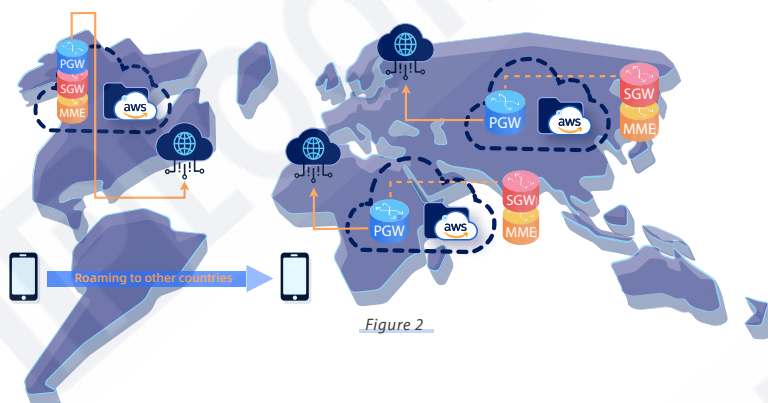 PGW
SGW
MME
aws
PGW
aws
SGW
MME
PGW
aws
SGW
MME
Roaming to other countries
Figure 2